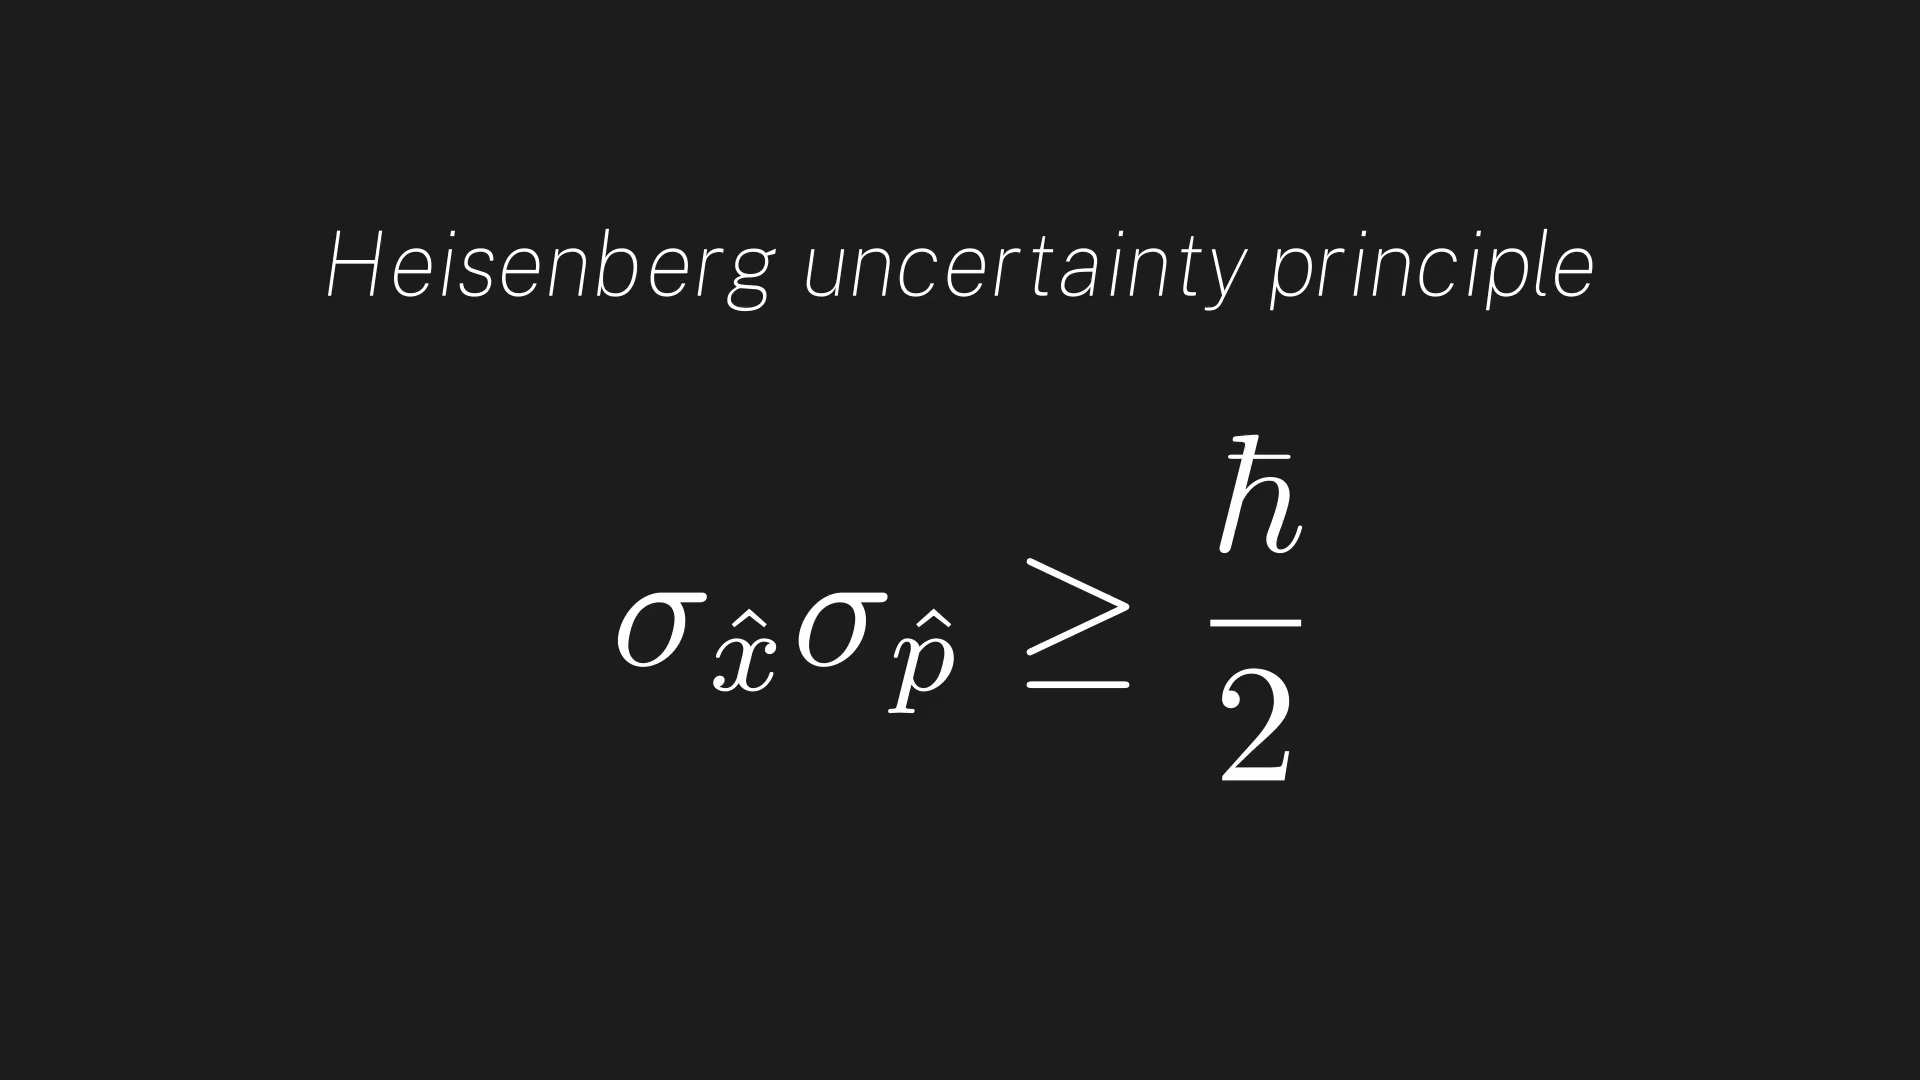 Heisenberg uncertainty principle
σ_x̂ σ_p̂ ≥ ℏ/2